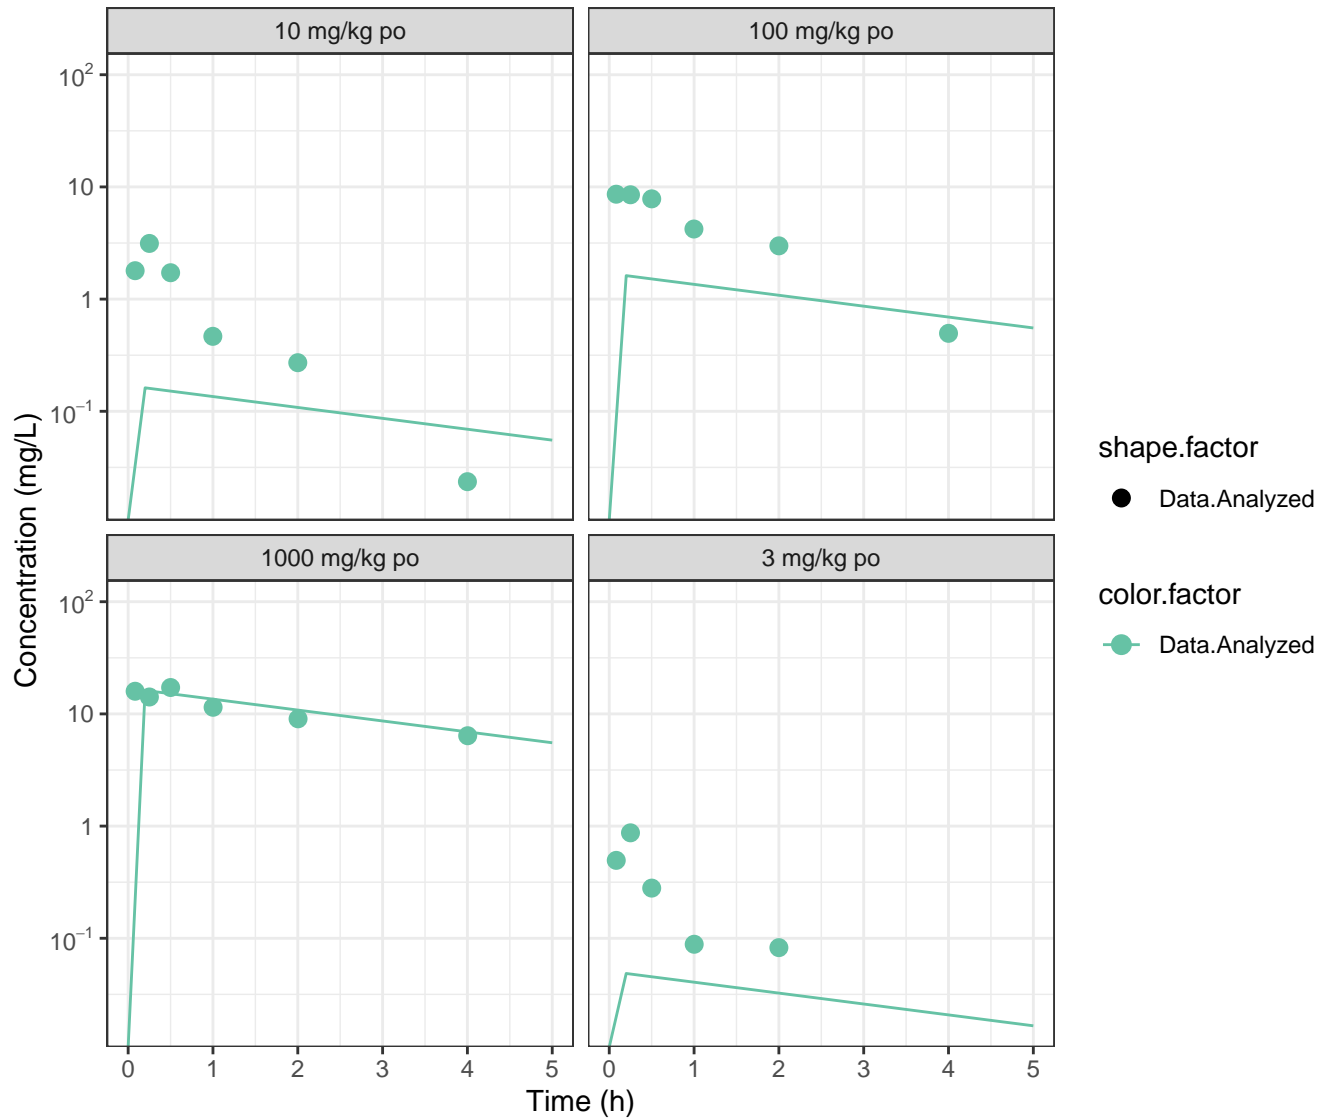 10 mg/kg po
100 mg/kg po
10²
10
1
10⁻¹
1000 mg/kg po
3 mg/kg po
10²
10
1
10⁻¹
0 1 2 3 4 5
0 1 2 3 4 5
Time (h)
Concentration (mg/L)
shape.factor
Data.Analyzed
color.factor
Data.Analyzed